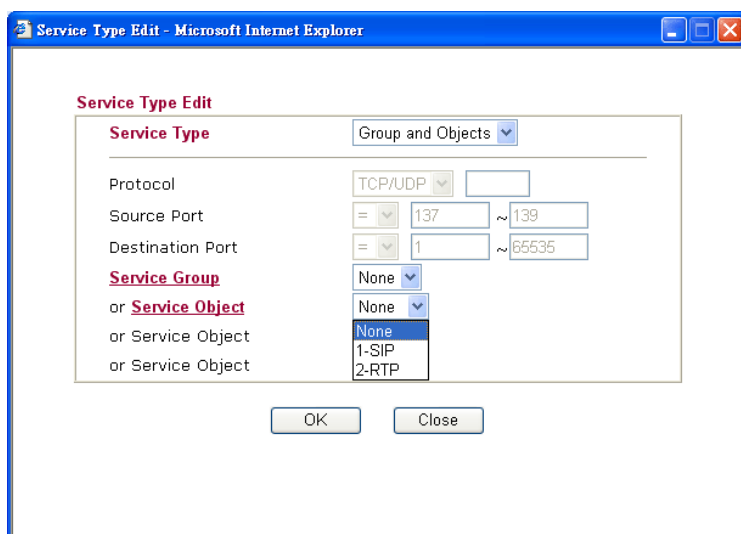 Service Type Edit - Microsoft Internet Explorer
Service Type Edit
Service Type Group and Objects
Protocol TCP/UDP
Source Port = 137 ~ 139
Destination Port = 1 ~ 65535
Service Group None
or Service Object None
or Service Object None
1-SIP
or Service Object 2-RTP
OK Close